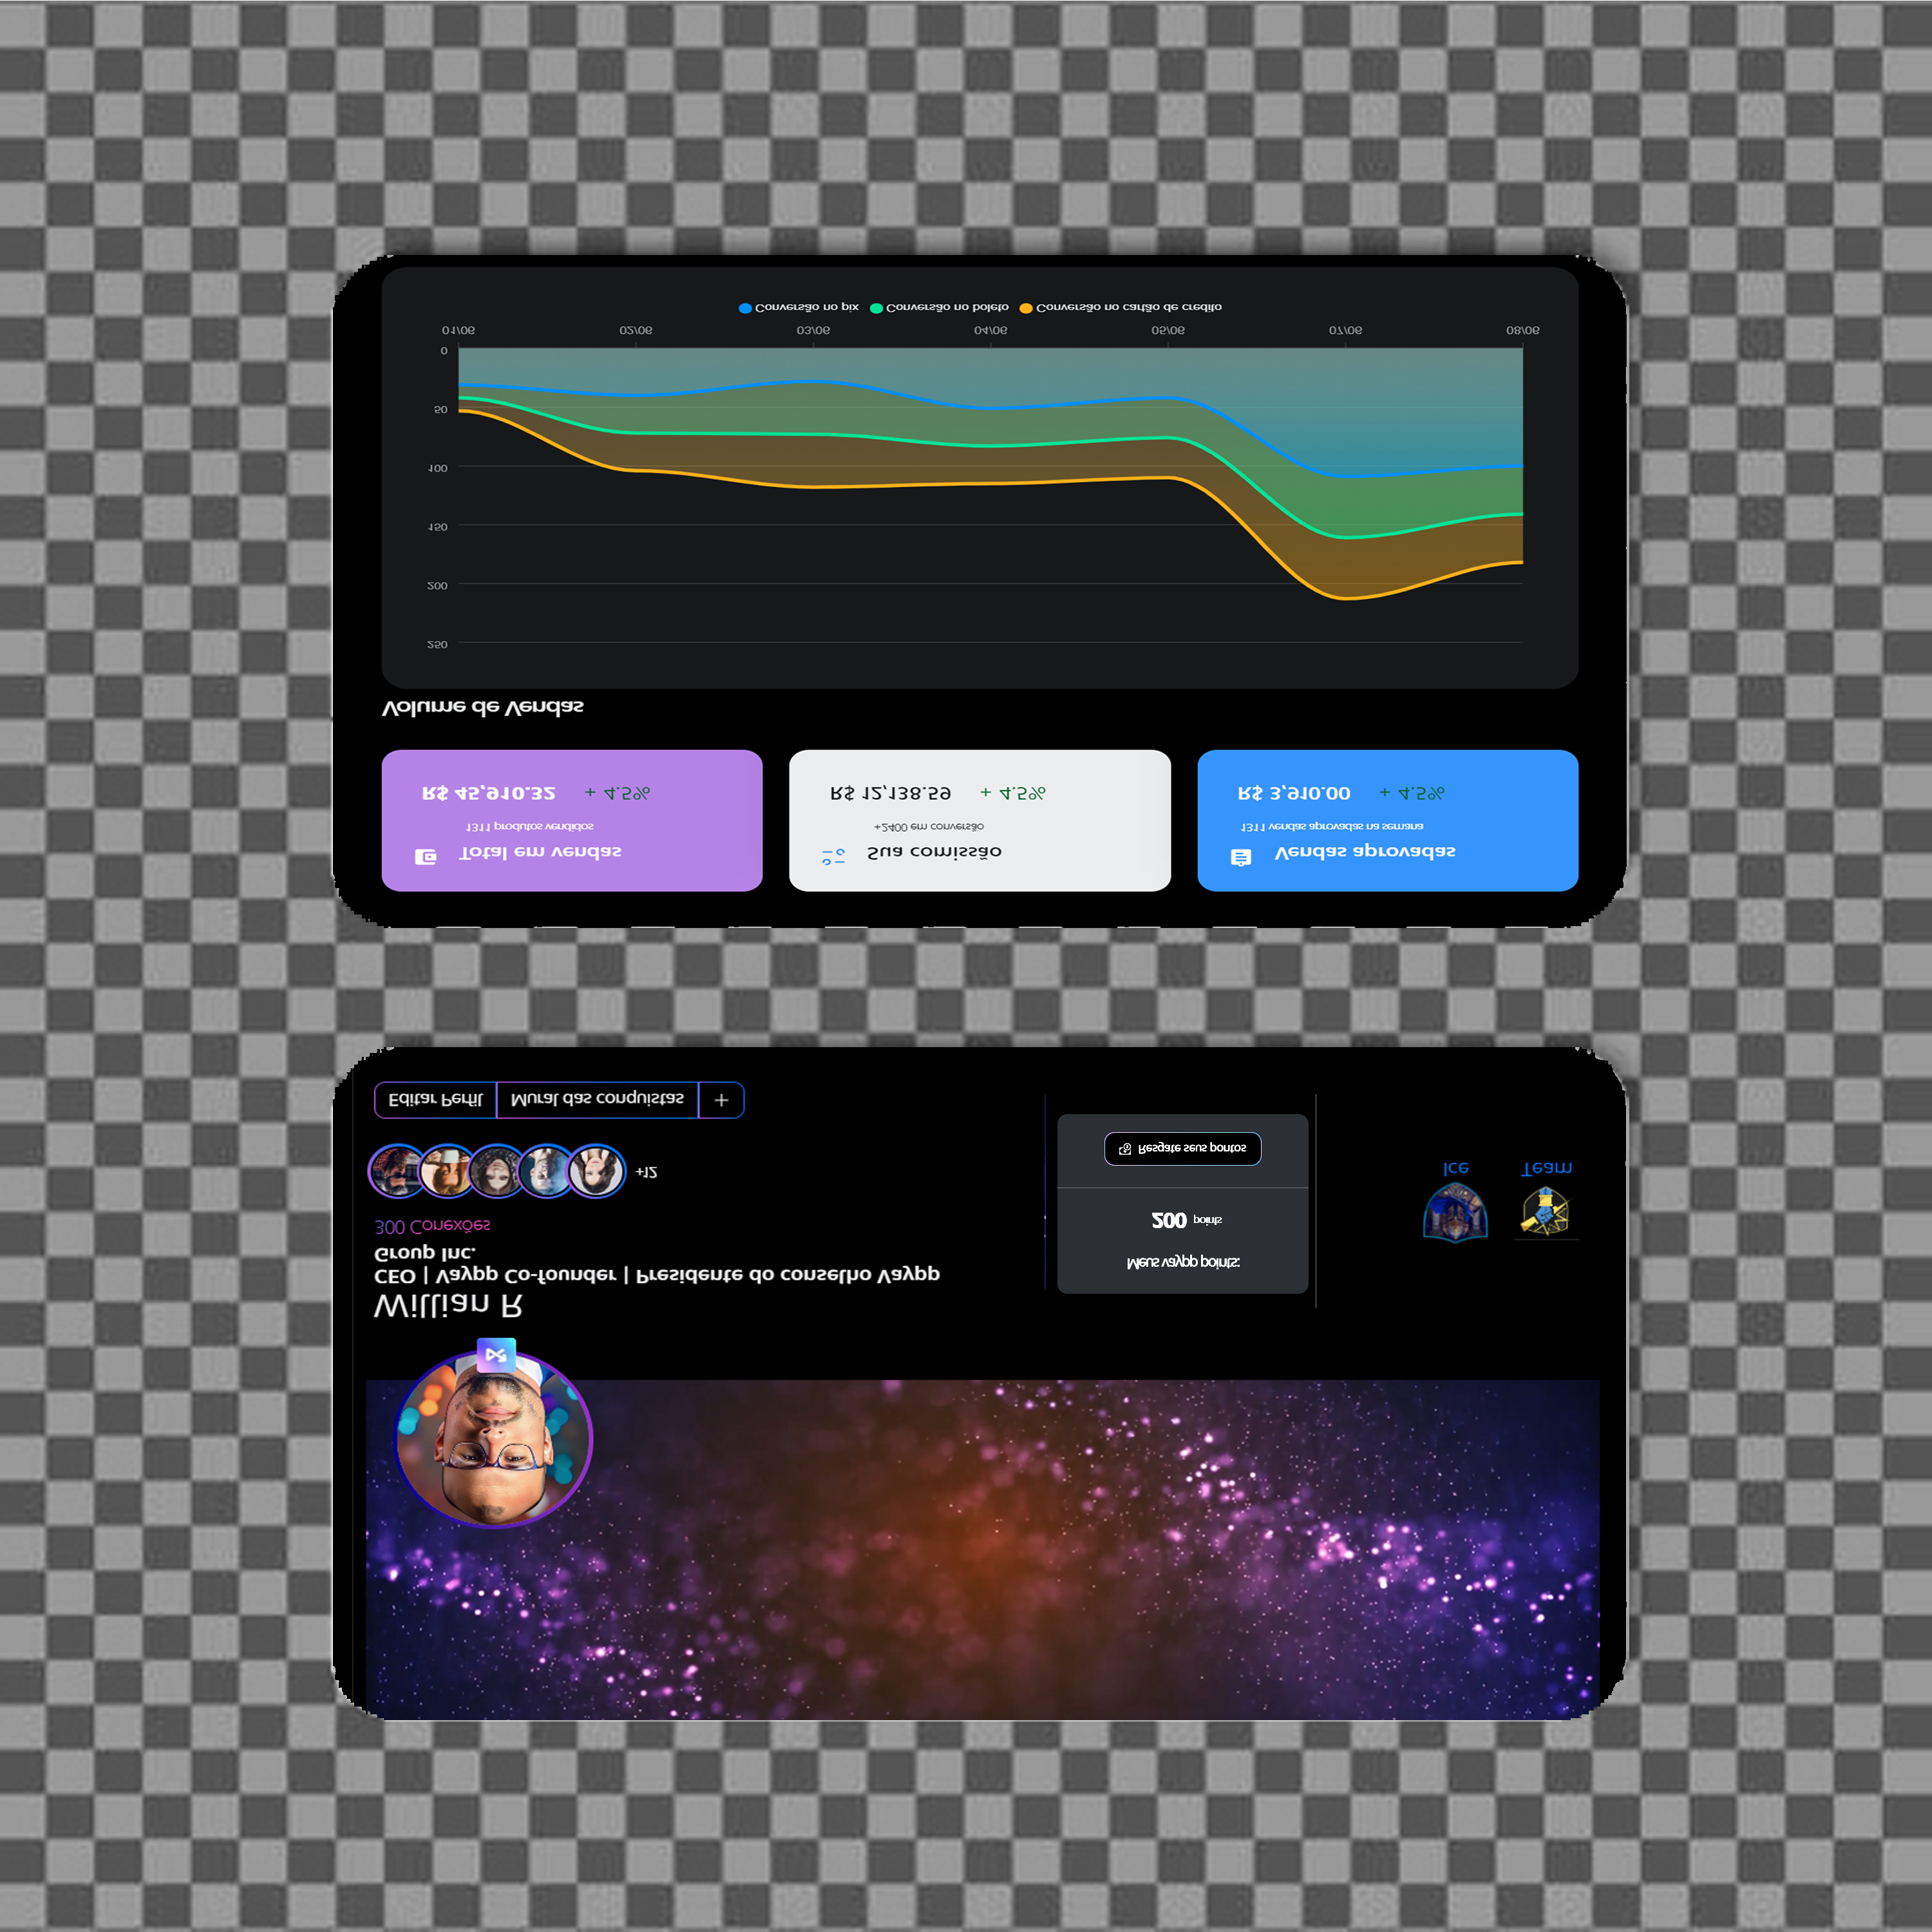 Willian R
CEO | Vaypp Co-founder | Presidente do conselho Vaypp
Group Inc.
300 Conexões
+12
Editar Perfil
Mural das conquistas
+
Meus vaypp points:
200 points
Resgate seus pontos
Ice
Team
Total em vendas
1311 produtos vendidos
R$ 45,910.32 + 4.5%
Sua comissão
+2400 em conversão
R$ 12,138.59 + 4.5%
Vendas aprovadas
1311 vendas aprovadas na semana
R$ 3,910.00 + 4.5%
Volume de Vendas
250
200
150
100
50
0
01/06 02/06 03/06 04/06 05/06 07/06 08/06
Conversão no pix Conversão no boleto Conversão no cartão de credito